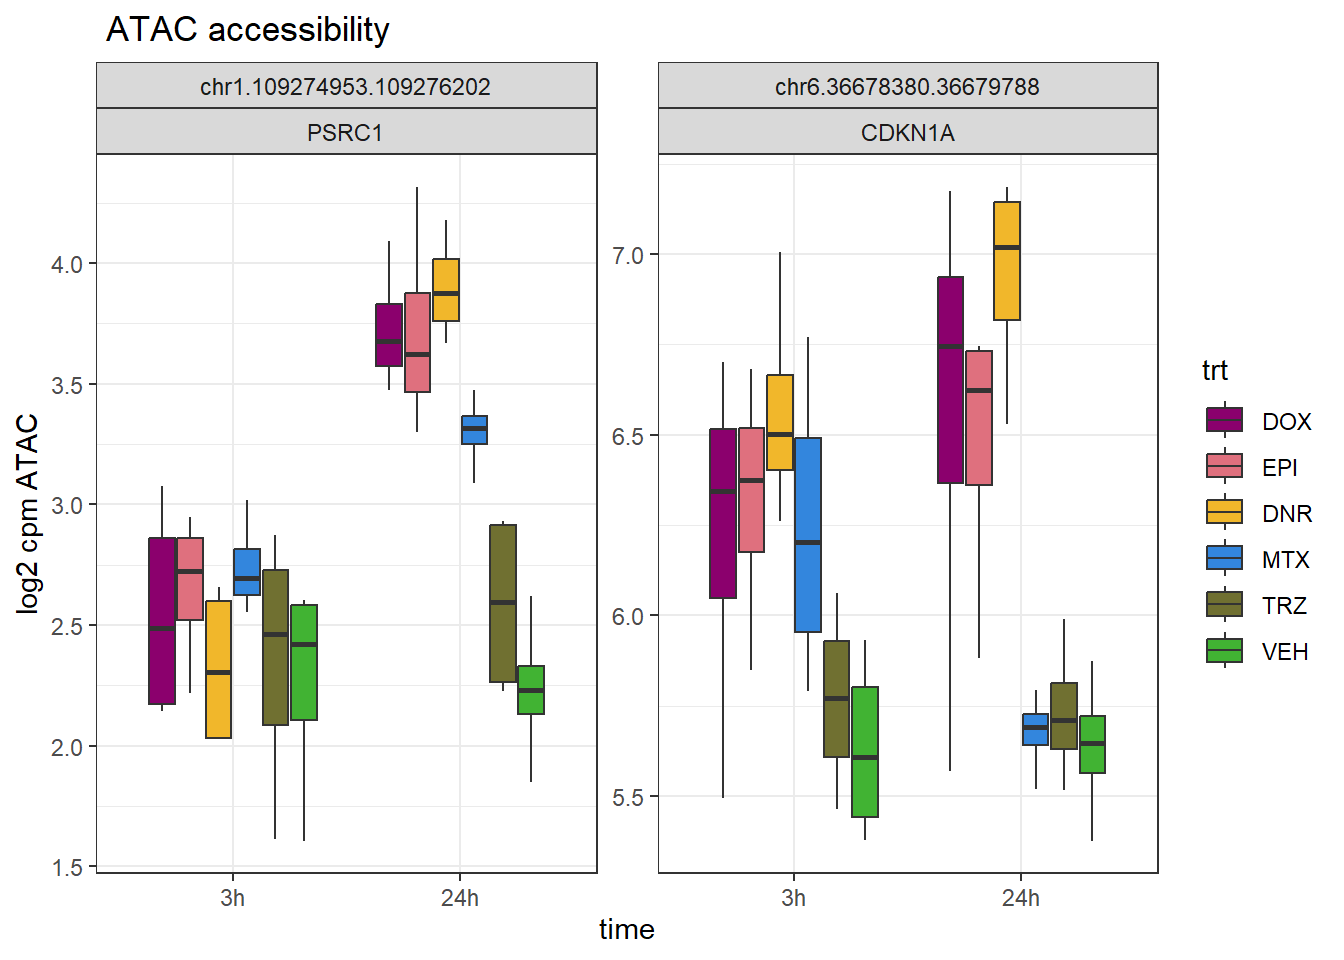 ATAC accessibility
chr1.109274953.109276202
PSRC1
chr6.36678380.36679788
CDKN1A
log2 cpm ATAC
4.0
3.5
3.0
2.5
2.0
1.5
7.0
6.5
6.0
5.5
3h
24h
3h
24h
time
trt
DOX
EPI
DNR
MTX
TRZ
VEH